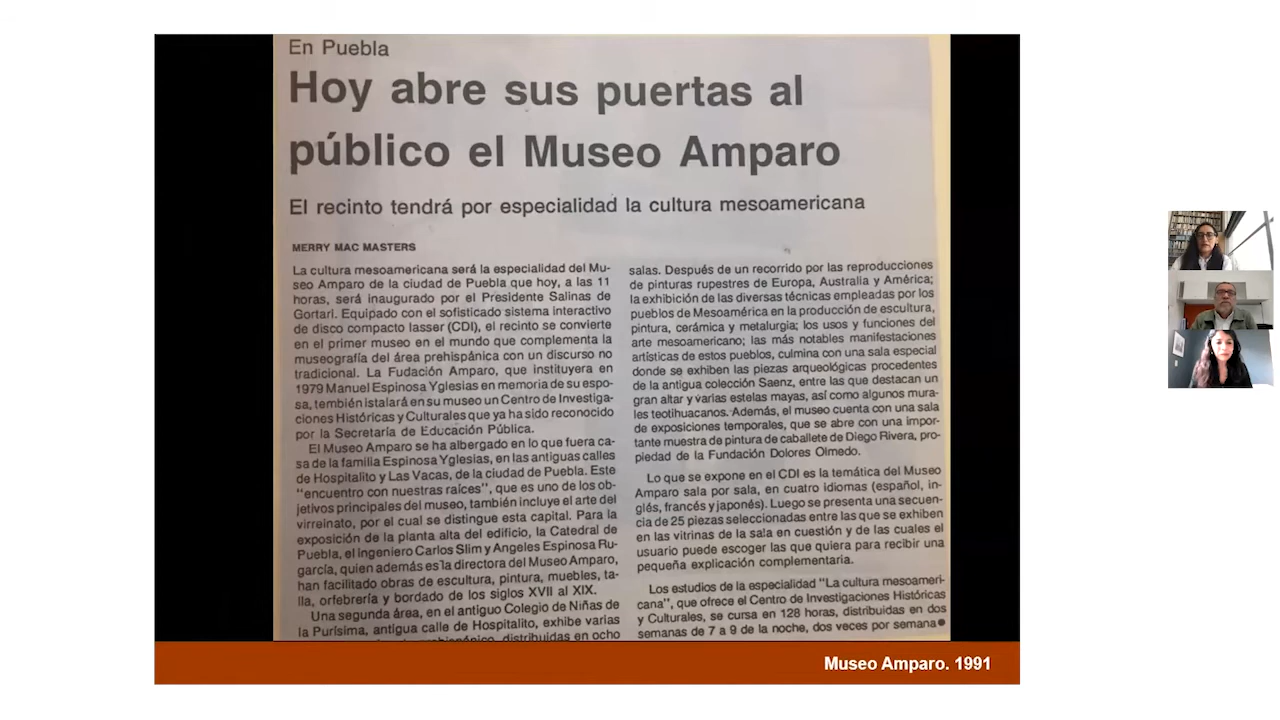 En Puebla
Hoy abre sus puertas al
público el Museo Amparo
El recinto tendrá por especialidad la cultura mesoamericana
MERRY MAC MASTERS
La cultura mesoamericana será la especialidad del Mu-
seo Amparo de la ciudad de Puebla que hoy, a las 11
horas, será inaugurado por el Presidente Salinas de
Gortari. Equipado con el sofisticado sistema interactivo
de disco compacto lasser (CDI), el recinto se convierte
en el primer museo en el mundo que complementa la
museografía del área prehispánica con un discurso no
tradicional. La Fudación Amparo, que instituyera en
1979 Manuel Espinosa Yglesias en memoria de su espo-
sa, tembién istalará en su museo un Centro de Investiga-
ciones Históricas y Culturales que ya ha sido reconocido
por la Secretaría de Educación Pública.
El Museo Amparo se ha albergado en lo que fuera ca-
sa de la familia Espinosa Yglesias, en las antiguas calles
de Hospitalito y Las Vacas, de la ciudad de Puebla. Este
"encuentro con nuestras raíces", que es uno de los ob-
jetivos principales del museo, también incluye el arte del
virreinato, por el cual se distingue esta capital. Para la
exposición de la planta alta del edificio, la Catedral de
Puebla, el ingeniero Carlos Slim y Angeles Espinosa Ru-
garcía, quien además es la directora del Museo Amparo,
han facilitado obras de escultura, pintura, muebles, ta-
lla, orfebrería y bordado de los siglos XVII al XIX.
Una segunda área, en el antiguo Colegio de Niñas de
la Purísima, antigua calle de Hospitalito, exhibe varias
prehispánico, distribuidas en ocho
salas. Después de un recorrido por las reproducciones
de pinturas rupestres de Europa, Australia y América;
la exhibición de las diversas técnicas empleadas por los
pueblos de Mesoamérica en la producción de escultura,
pintura, cerámica y metalurgia; los usos y funciones del
arte mesoamericano; las más notables manifestaciones
artísticas de estos pueblos, culmina con una sala especial
donde se exhiben las piezas arqueológicas procedentes
de la antigua colección Saenz, entre las que destacan un
gran altar y varias estelas mayas, así como algunos mura-
les teotihuacanos. Además, el museo cuenta con una sala
de exposiciones temporales, que se abre con una impor-
tante muestra de pintura de caballete de Diego Rivera, pro-
piedad de la Fundación Dolores Olmedo.
Lo que se expone en el CDI es la temática del Museo
Amparo sala por sala, en cuatro idiomas (español, in-
glés, francés y japonés). Luego se presenta una secuen-
cia de 25 piezas seleccionadas entre las que se exhiben
en las vitrinas de la sala en cuestión y de las cuales el
usuario puede escoger las que quiera para recibir una
pequeña explicación complementaria.
Los estudios de la especialidad "La cultura mesoameri-
cana", que ofrece el Centro de Investigaciones Históricas
y Culturales, se cursa en 128 horas, distribuidas en dos
semanas de 7 a 9 de la noche, dos veces por semana●
Museo Amparo. 1991